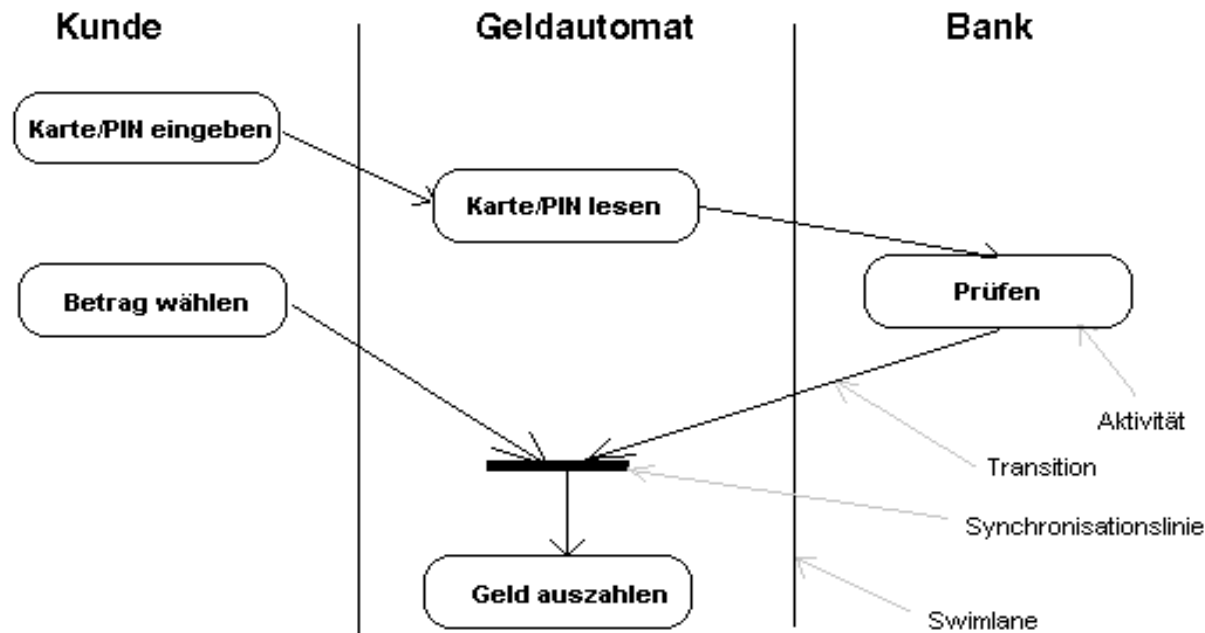 Kunde
Geldautomat
Bank
Karte/PIN eingeben
Karte/PIN lesen
Betrag wählen
Prüfen
Aktivität
Transition
Synchronisationslinie
Geld auszahlen
Swimlane